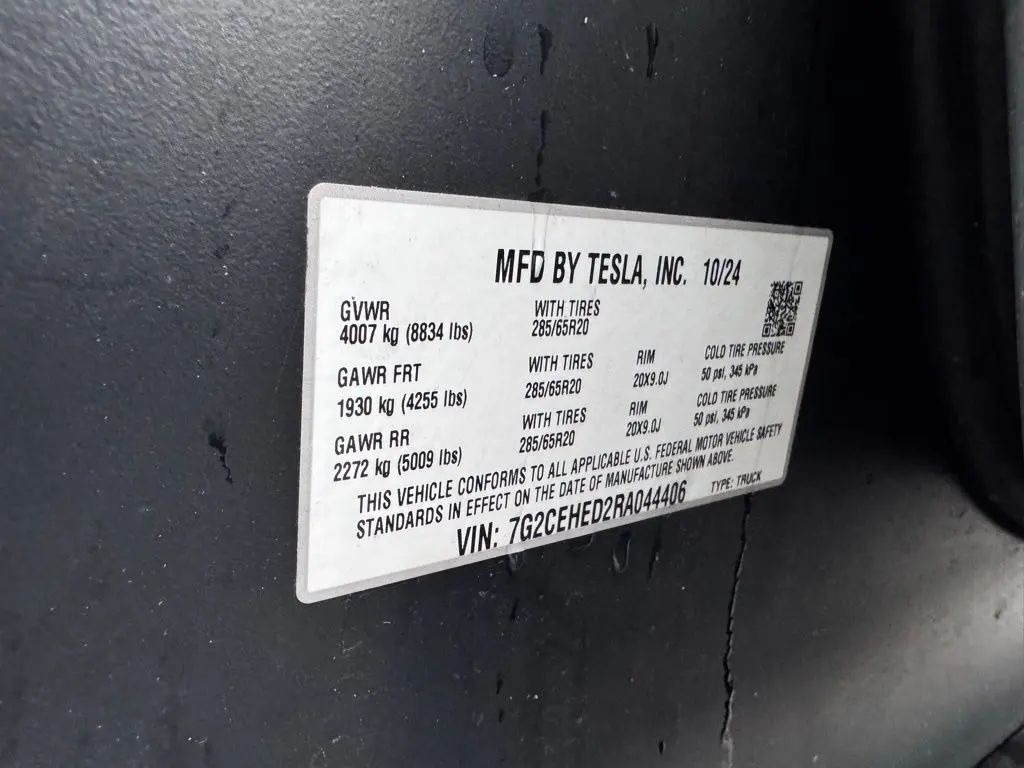 MFD BY TESLA, INC. 10/24
GVWR WITH TIRES
4007 kg (8834 lbs) 285/65R20
GAWR FRT WITH TIRES RIM COLD TIRE PRESSURE
1930 kg (4255 lbs) 285/65R20 20X9.0J 50 psi, 345 kPa
GAWR RR WITH TIRES RIM COLD TIRE PRESSURE
2272 kg (5009 lbs) 285/65R20 20X9.0J 50 psi, 345 kPa
THIS VEHICLE CONFORMS TO ALL APPLICABLE U.S. FEDERAL MOTOR VEHICLE SAFETY
STANDARDS IN EFFECT ON THE DATE OF MANUFACTURE SHOWN ABOVE.
VIN: 7G2CEHED2RA044406 TYPE: TRUCK